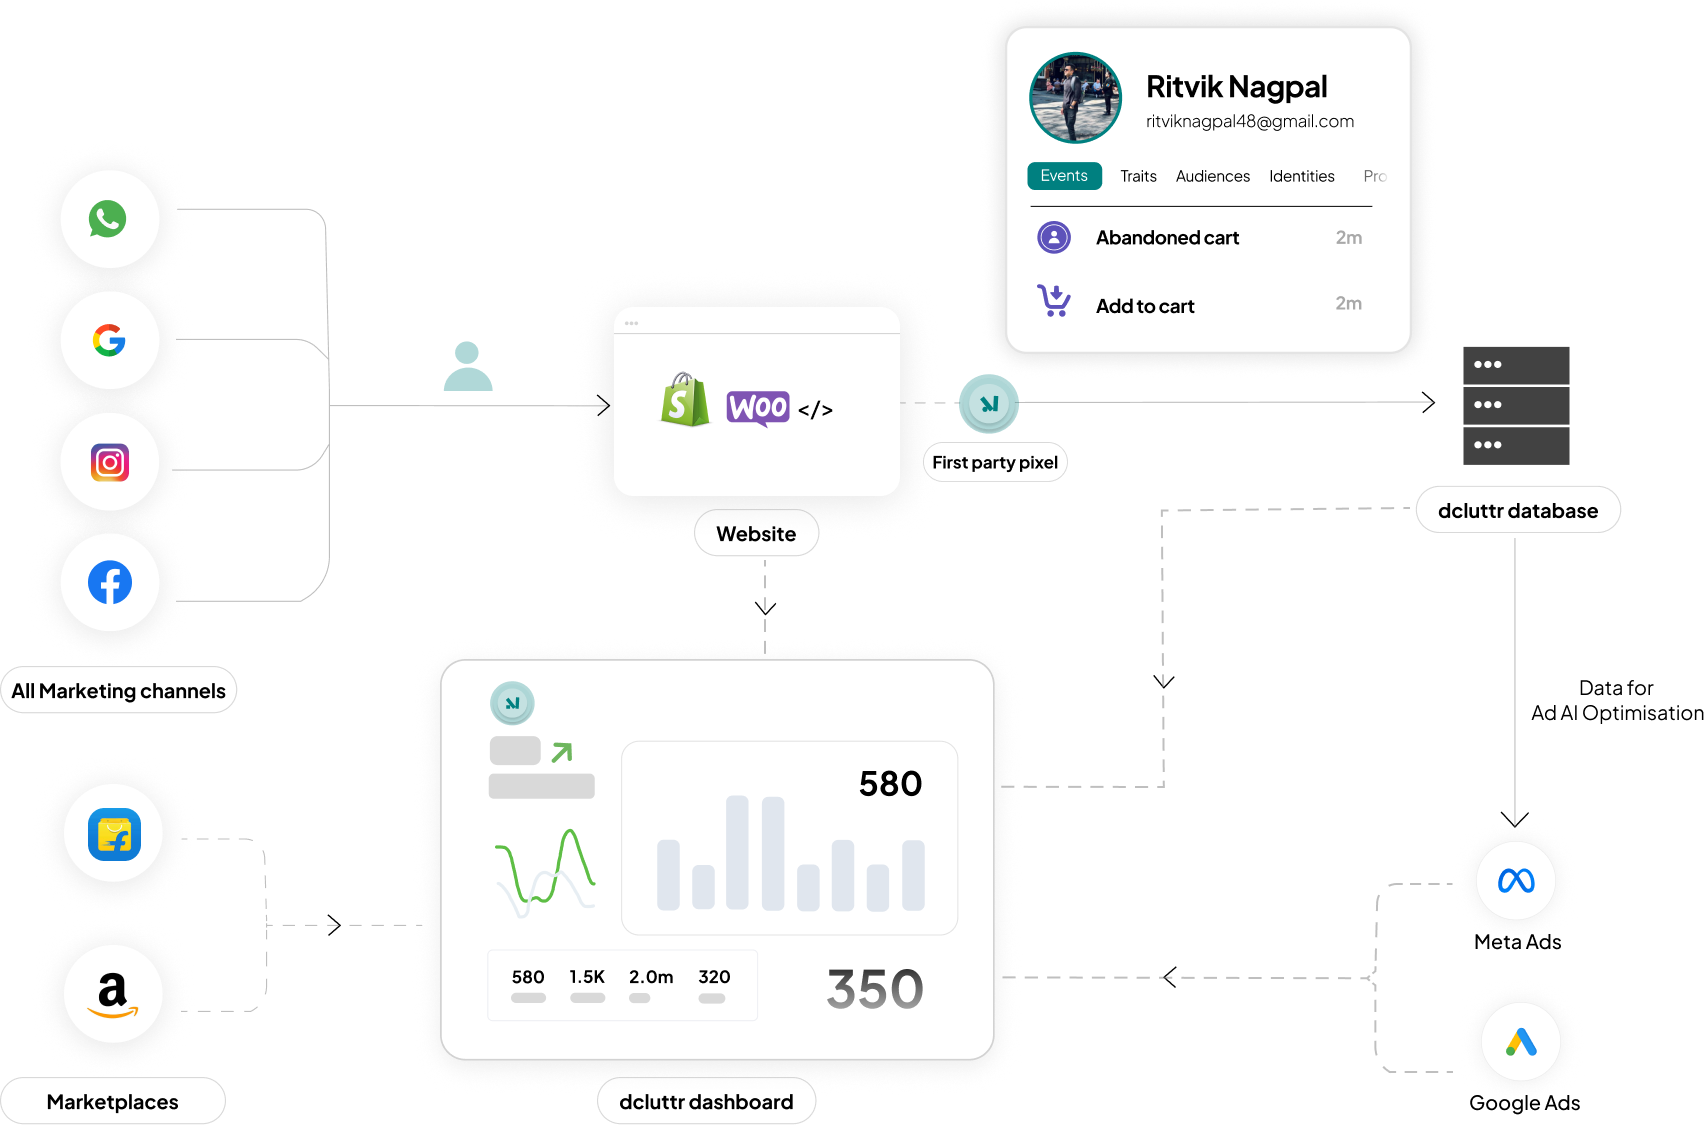 Ritvik Nagpal
ritviknagpal48@gmail.com
Events Traits Audiences Identities Pro
Abandoned cart 2m
Add to cart 2m
S WOO </>
First party pixel
Website
dcluttr database
All Marketing channels
Data for
Ad AI Optimisation
580
580 1.5K 2.0m 320
350
a
Meta Ads
Google Ads
Marketplaces
dcluttr dashboard